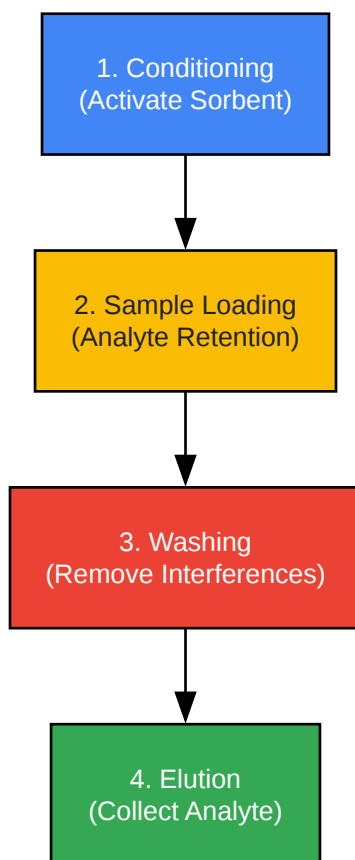 1. Conditioning
(Activate Sorbent)
2. Sample Loading
(Analyte Retention)
3. Washing
(Remove Interferences)
4. Elution
(Collect Analyte)